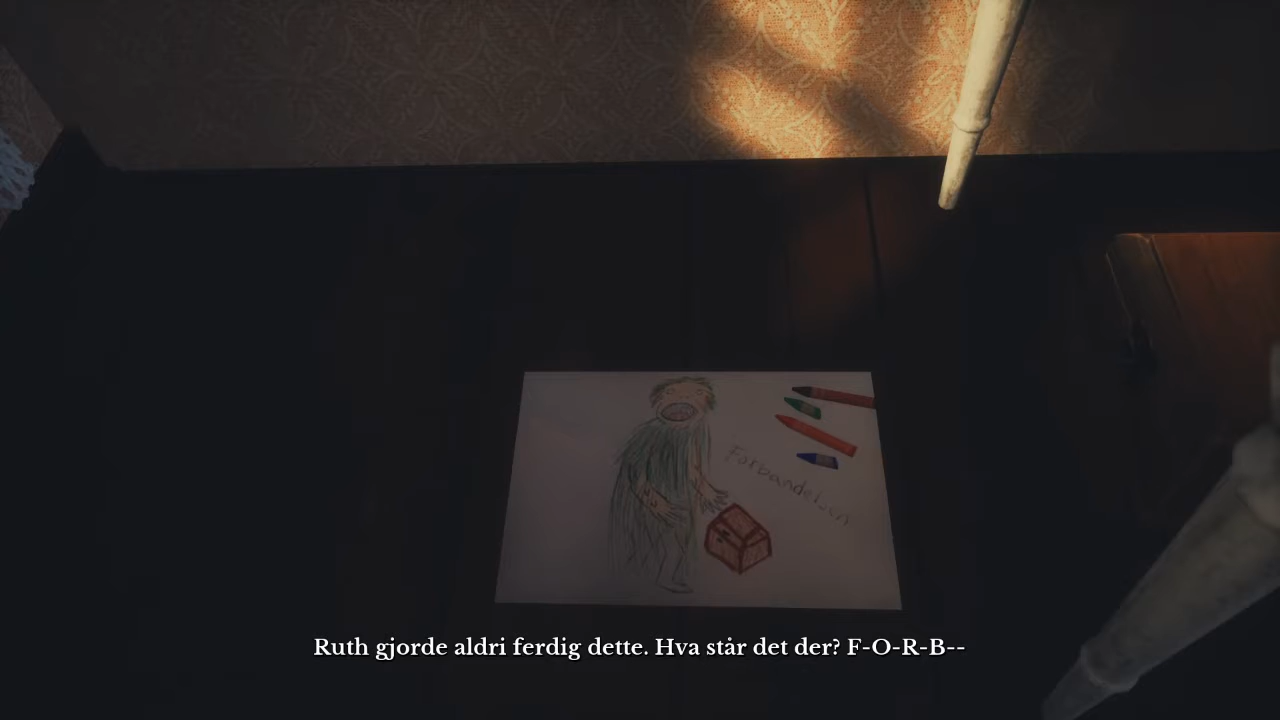 Forbandelsen
Ruth gjorde aldri ferdig dette. Hva står det der? F-O-R-B--